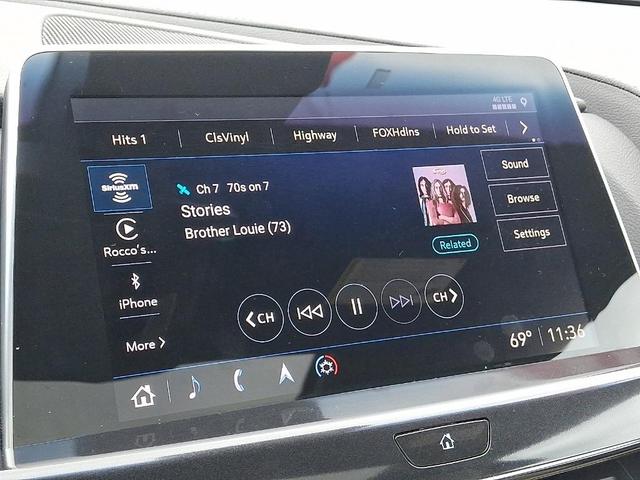 4G LTE
Hits 1
ClsVinyl
Highway
FOXHdlns
Hold to Set
SiriusXM
Ch 7 70s on 7
Stories
Brother Louie (73)
Related
Sound
Browse
Settings
Rocco's...
iPhone
More
CH
CH
69° 11:36